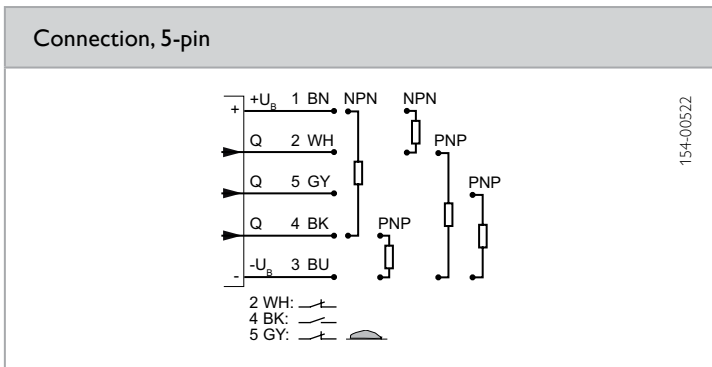 Connection, 5-pin
+U_B 1 BN NPN NPN
+
Q 2 WH PNP
Q 5 GY PNP
Q 4 BK PNP
-U_B 3 BU
-
2 WH:
4 BK:
5 GY:
154-00522